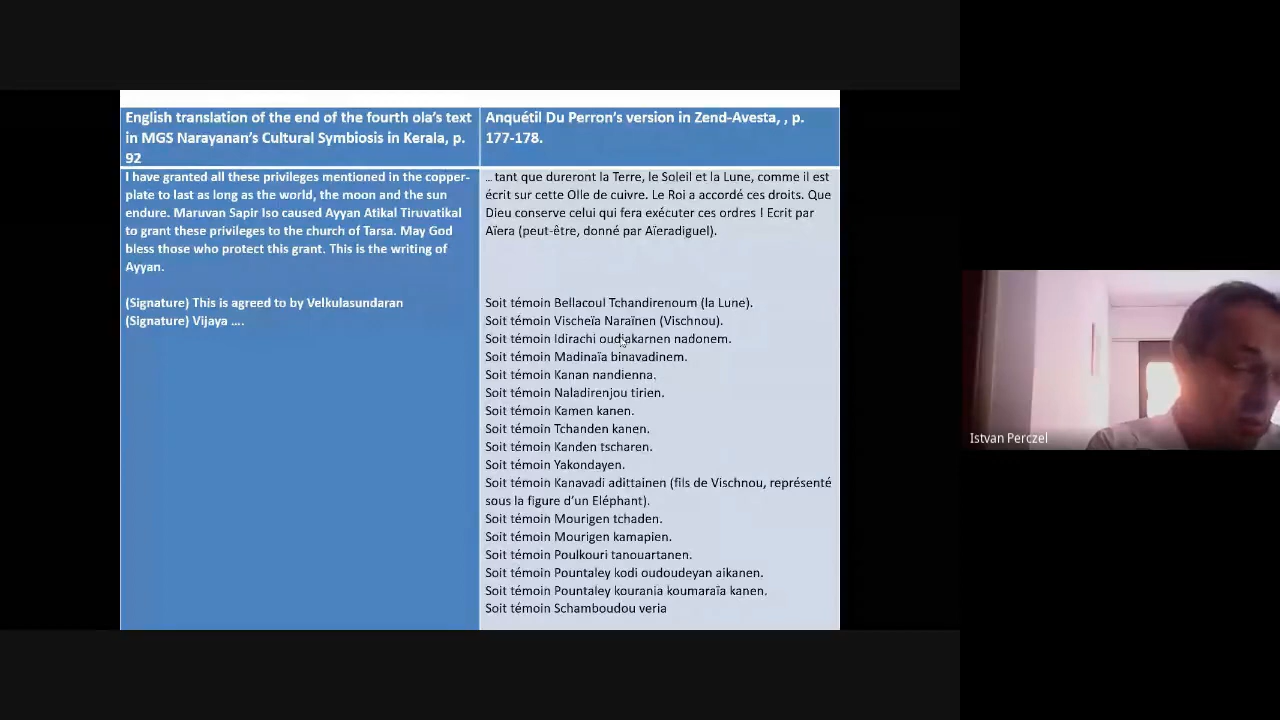 English translation of the end of the fourth ola's text
in MGS Narayanan's Cultural Symbiosis in Kerala, p.
92
I have granted all these privileges mentioned in the copper-
plate to last as long as the world, the moon and the sun
endure. Maruvan Sapir Iso caused Ayyan Atikal Tiruvatikal
to grant these privileges to the church of Tarsa. May God
bless those who protect this grant. This is the writing of
Ayyan.
(Signature) This is agreed to by Velkulasundaran
(Signature) Vijaya ....
Anquétil Du Perron's version in Zend-Avesta, , p.
177-178.
... tant que dureront la Terre, le Soleil et la Lune, comme il est
écrit sur cette Olle de cuivre. Le Roi a accordé ces droits. Que
Dieu conserve celui qui fera exécuter ces ordres ! Ecrit par
Aïera (peut-être, donné par Aïeradiguel).
Soit témoin Bellacoul Tchandirenoum (la Lune).
Soit témoin Vischeïa Naraïnen (Vischnou).
Soit témoin Idirachi oudiakarnen nadonem.
Soit témoin Madinaïa binavadinem.
Soit témoin Kanan nandienna.
Soit témoin Naladirenjou tirien.
Soit témoin Kamen kanen.
Soit témoin Tchanden kanen.
Soit témoin Kanden tscharen.
Soit témoin Yakondayen.
Soit témoin Kanavadi adittainen (fils de Vischnou, représenté
sous la figure d'un Eléphant).
Soit témoin Mourigen tchaden.
Soit témoin Mourigen kamapien.
Soit témoin Poulkouri tanouartanen.
Soit témoin Pountaley kodi oudoudeyan aikanen.
Soit témoin Pountaley kourania koumaraïa kanen.
Soit témoin Schamboudou veria
Istvan Perczel